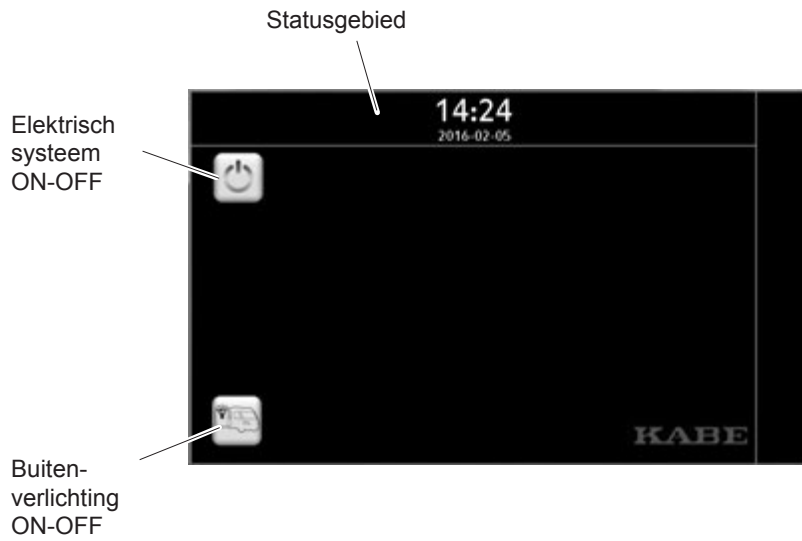 Statusgebied
14:24
2016-02-05
Elektrisch
systeem
ON-OFF
KABE
Buiten-
verlichting
ON-OFF